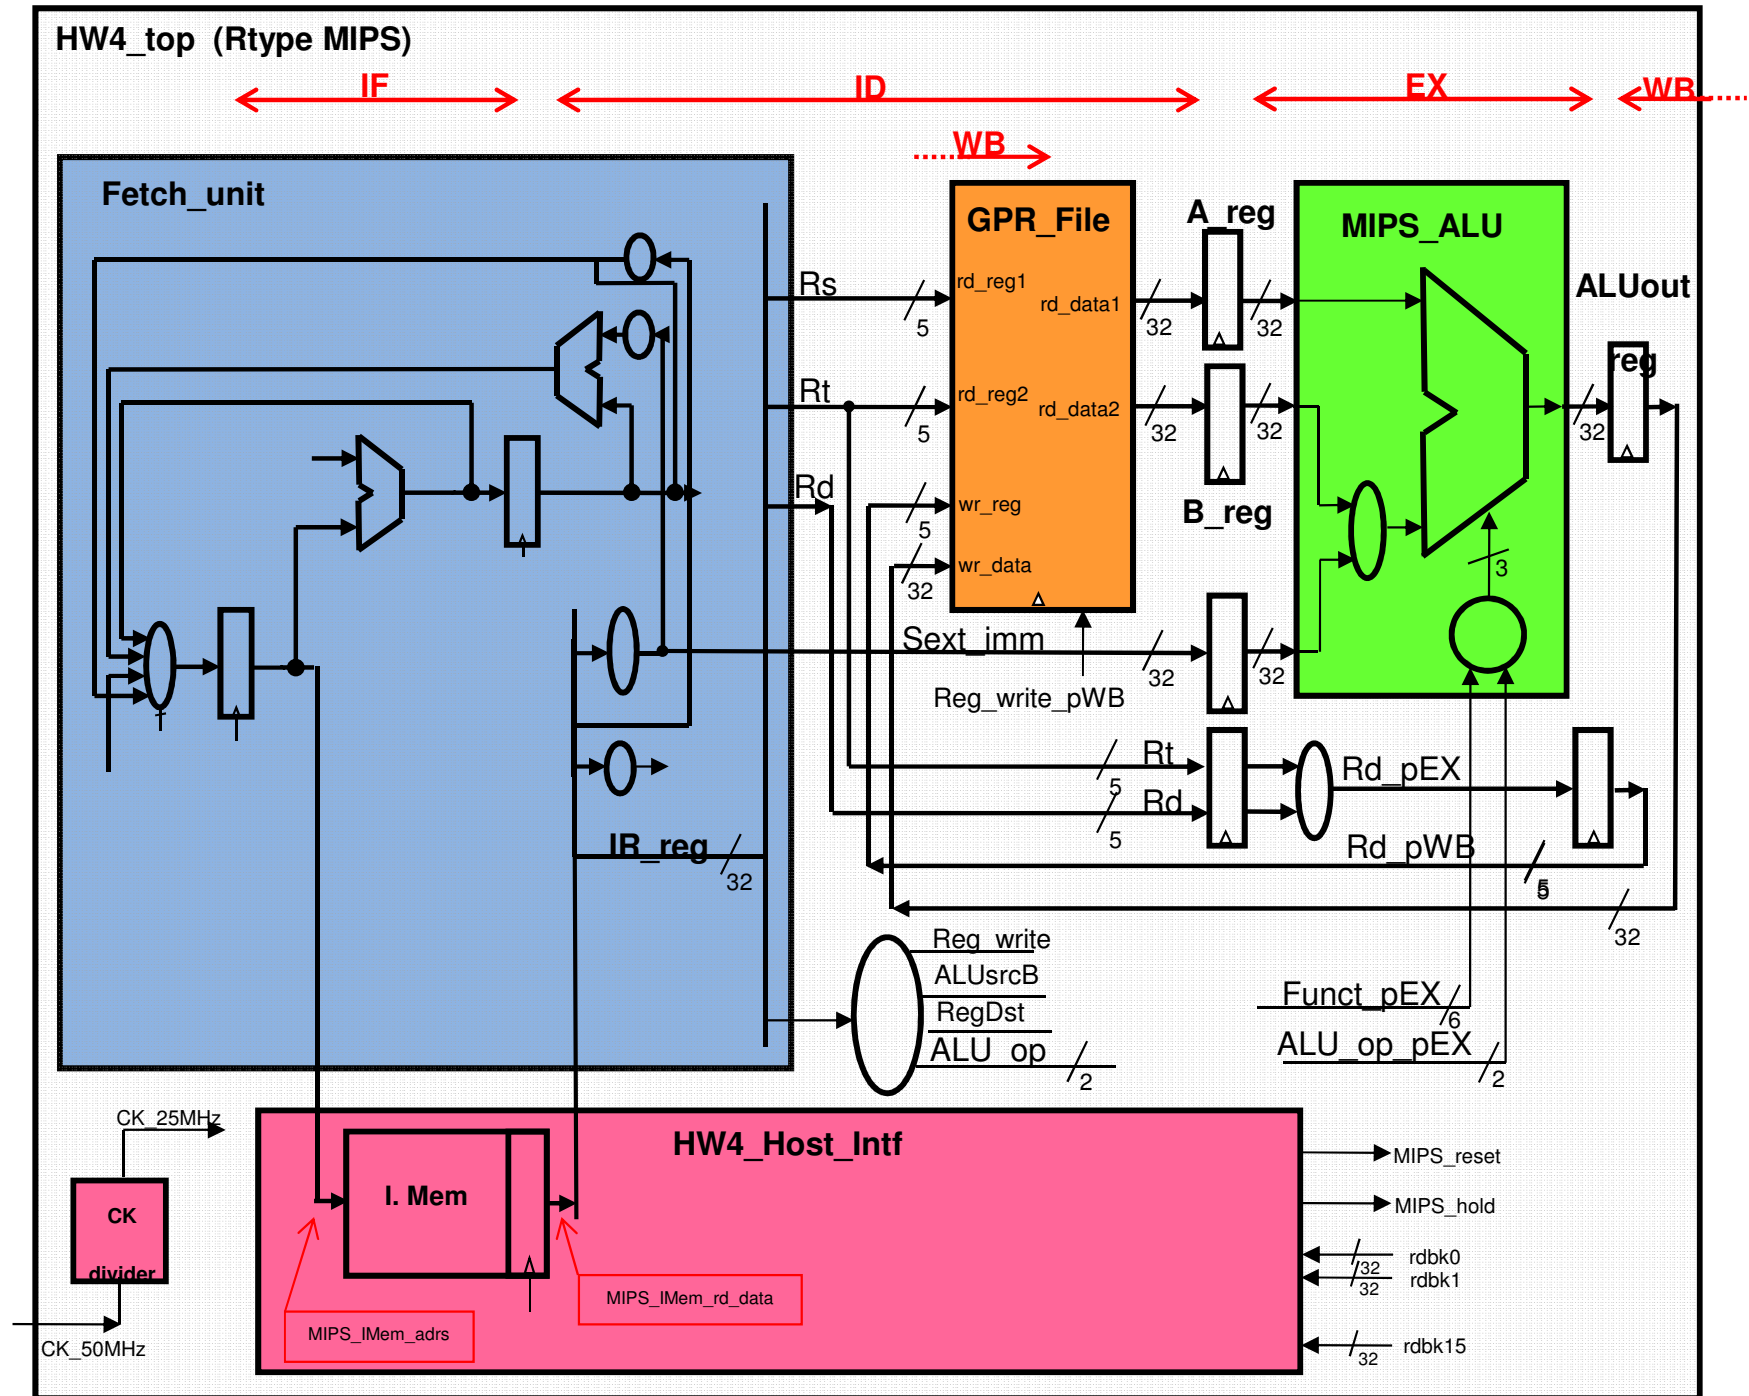 HW4_top (Rtype MIPS)
IF
ID
EX
WB
WB
Fetch_unit
GPR_File
A_reg
MIPS_ALU
Rs
rd_reg1
rd_data1
ALUout
5
32
32
reg
Rt
rd_reg2
rd_data2
5
32
32
32
Rd
wr_reg
B_reg
5
wr_data
3
32
Sext_imm
32
32
Reg_write_pWB
Rt
5
Rd_pEX
Rd
5
IR_reg
32
Rd_pWB
5
32
Reg_write
ALUsrcB
RegDst
ALU_op
2
Funct_pEX
6
ALU_op_pEX
2
CK_25MHz
HW4_Host_Intf
MIPS_reset
I. Mem
MIPS_hold
CK
divider
rdbk0
32
rdbk1
32
MIPS_IMem_rd_data
MIPS_IMem_adrs
rdbk15
32
CK_50MHz